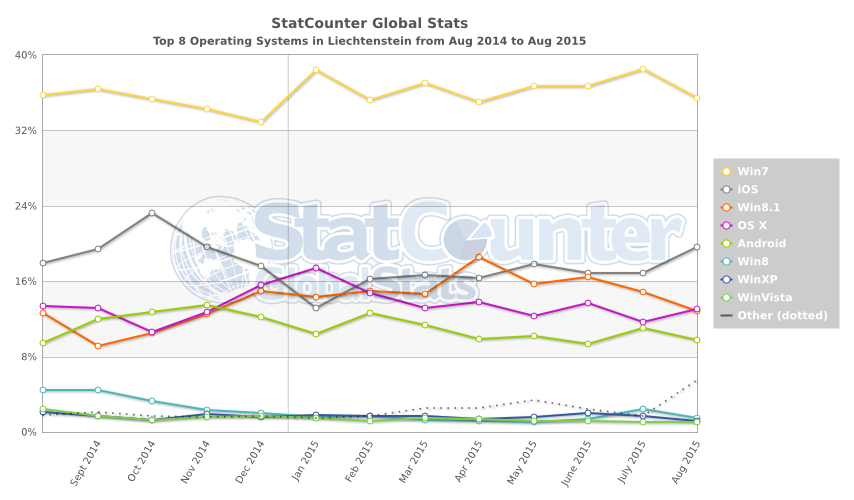 StatCounter Global Stats
Top 8 Operating Systems in Liechtenstein from Aug 2014 to Aug 2015
40%
32%
24%
16%
8%
0%
StatCounter
GlobalStats
Win7
iOS
Win8.1
OS X
Android
Win8
WinXP
WinVista
Other (dotted)
Sept 2014
Oct 2014
Nov 2014
Dec 2014
Jan 2015
Feb 2015
Mar 2015
Apr 2015
May 2015
June 2015
July 2015
Aug 2015